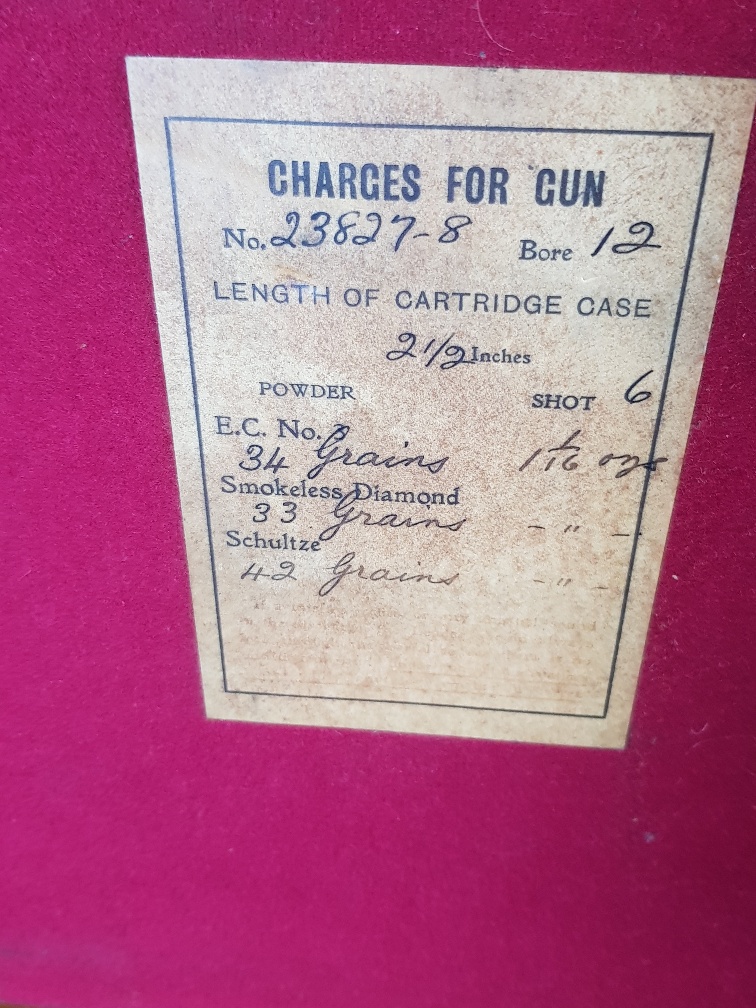 CHARGES FOR GUN
No. 23827-8 Bore 12
LENGTH OF CARTRIDGE CASE
2 1/2 Inches
POWDER SHOT 6
E.C. No. 3
34 Grains 1 1/16 ozs
Smokeless Diamond
33 Grains - " -
Schultze
42 Grains - " -